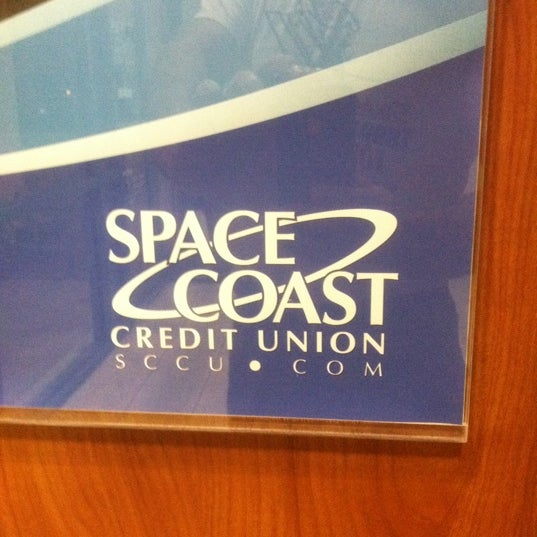 SPACE
COAST
CREDIT UNION
SCCU • COM